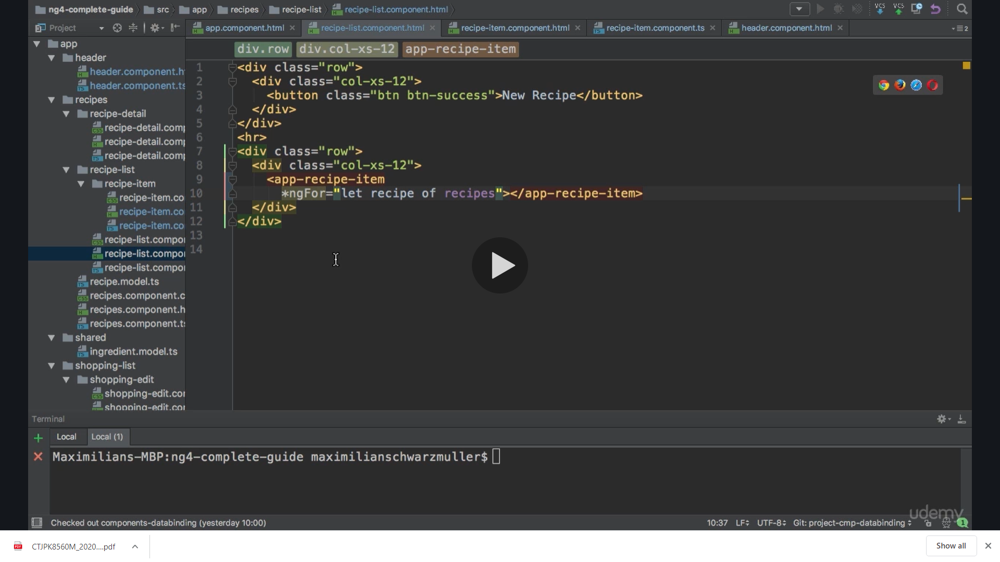 ng4-complete-guide src app recipes recipe-list recipe-list.component.html
VCS VCS
Project
app.component.html recipe-list.component.html recipe-item.component.html recipe-item.component.ts header.component.html 2
app
header
header.component.h
header.component.ts
recipes
recipe-detail
recipe-detail.com
recipe-detail.com
recipe-detail.com
recipe-list
recipe-item
recipe-item.co
recipe-item.co
recipe-item.co
recipe-list.compo
recipe-list.compo
recipe-list.compo
recipe.model.ts
recipes.component.c
recipes.component.h
recipes.component.ts
shared
ingredient.model.ts
shopping-list
shopping-edit
shopping-edit.cor
shopping-edit.cor
div.row div.col-xs-12 app-recipe-item
1 <div class="row">
2 <div class="col-xs-12">
3 <button class="btn btn-success">New Recipe</button>
4 </div>
5 </div>
6 <hr>
7 <div class="row">
8 <div class="col-xs-12">
9 <app-recipe-item
10 *ngFor="let recipe of recipes"></app-recipe-item>
11 </div>
12 </div>
13
14
Terminal
Local Local (1)
Maximilians-MBP:ng4-complete-guide maximilianschwarzmuller$
udemy
Checked out components-databinding (yesterday 10:00) 10:37 LF UTF-8 Git: project-cmp-databinding 1
PDF CTJPK8560M_2020....pdf Show all